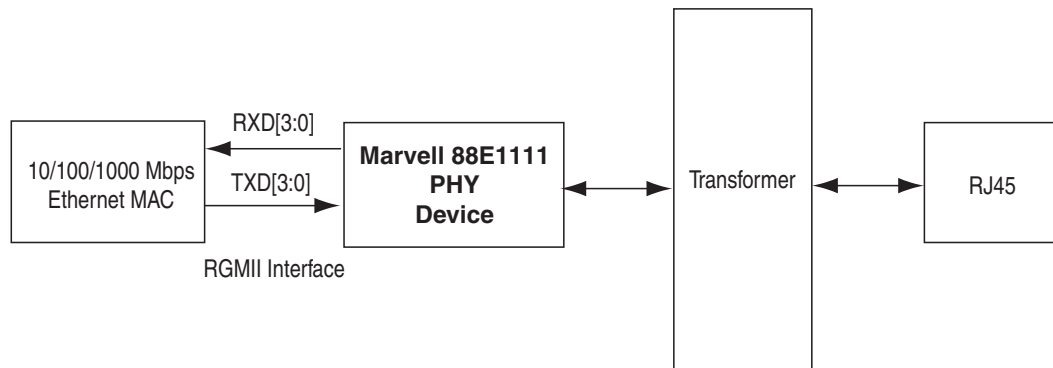 RXD[3:0]
10/100/1000 Mbps
Ethernet MAC
TXD[3:0]
RGMII Interface
Marvell 88E1111
PHY
Device
Transformer
RJ45